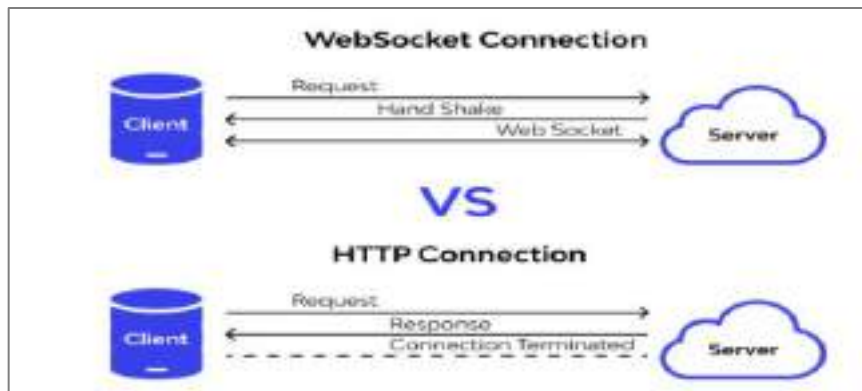 WebSocket Connection
Request
Hand Shake
Client
Web Socket
Server
VS
HTTP Connection
Request
Response
Client
Connection Terminated
Server